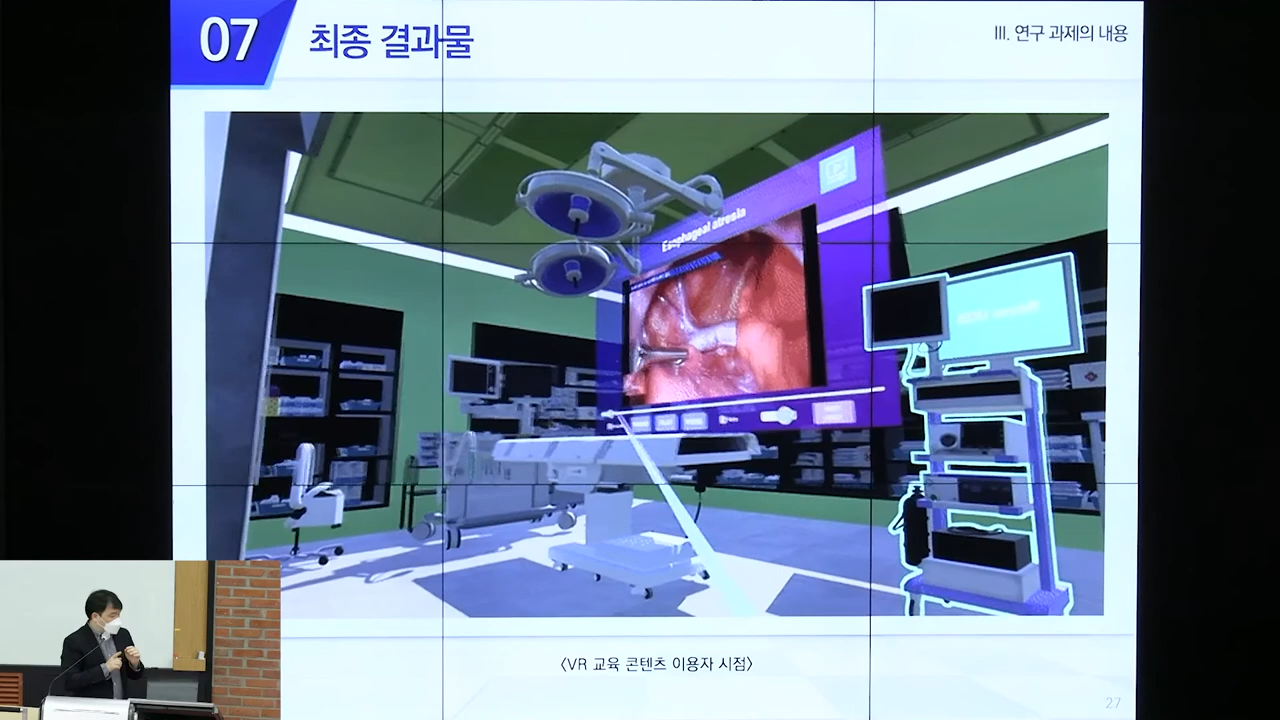 07
최종 결과물
III. 연구 과제의 내용
Esophageal atresia
〈VR 교육 콘텐츠 이용자 시점〉
27